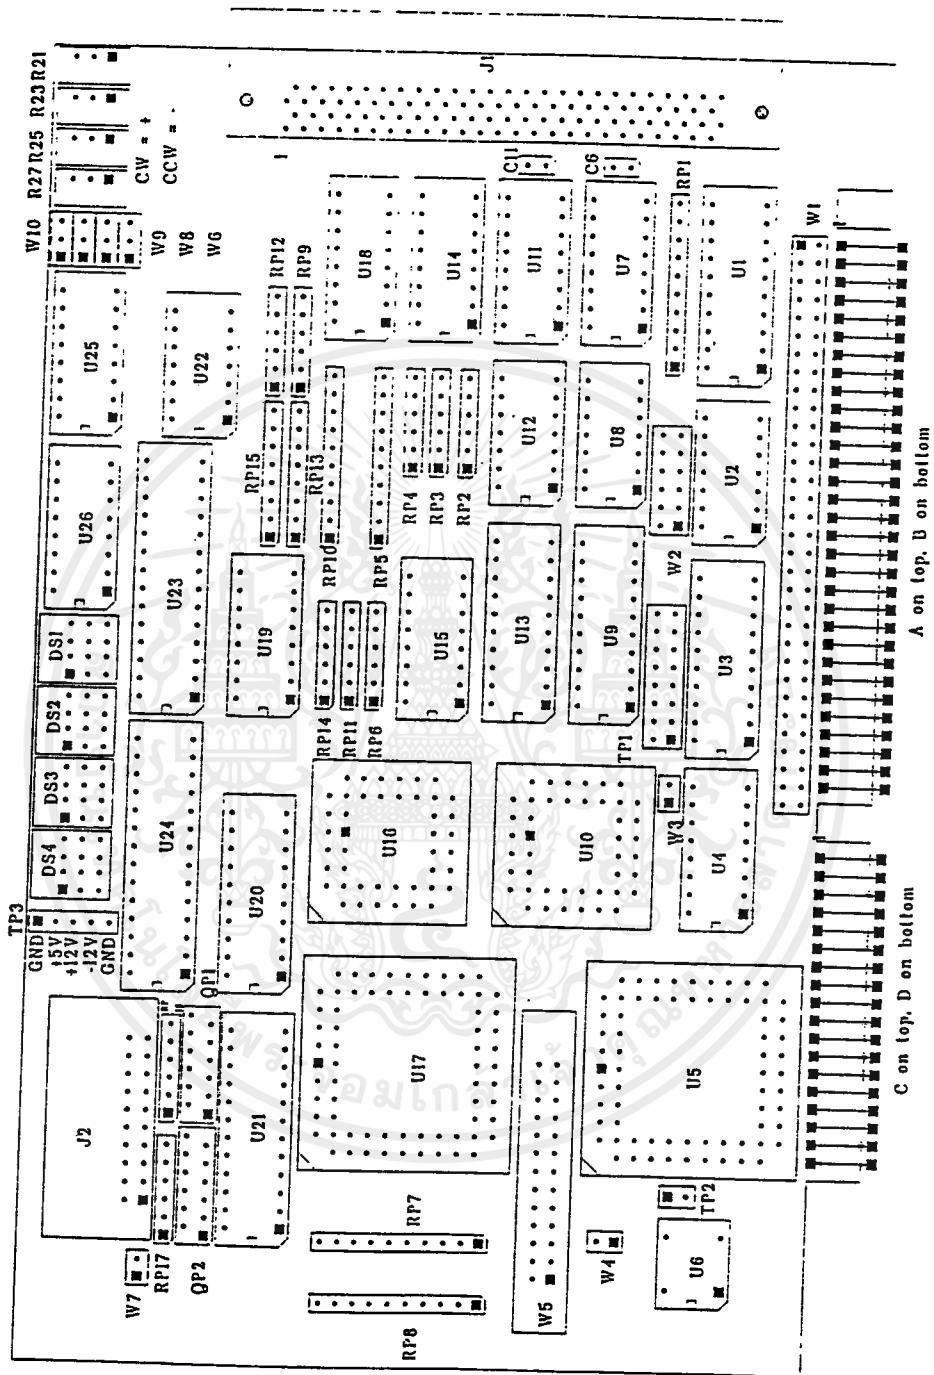 R27 R25 R23 R21
J1
W10
CW = +
CCW = -
W9
W8
W6
RP12
RP9
C11
C6
RP1
1
U25
U22
U18
U14
U11
U7
U1
W1
U26
RP15
RP13
RP10
RP5
RP4
RP3
RP2
U12
U8
U2
W2
U23
U19
U15
U13
U9
U3
DS1
DS2
DS3
DS4
RP14
RP11
RP6
TP1
U24
U20
U16
U10
W3
U4
A on top, B on bottom
TP3
GND
+5V
+12V
-12V
GND
QP1
J2
U21
U17
U5
C on top, D on bottom
W7
RP17
QP2
RP7
RP8
W5
W4
TP2
U6